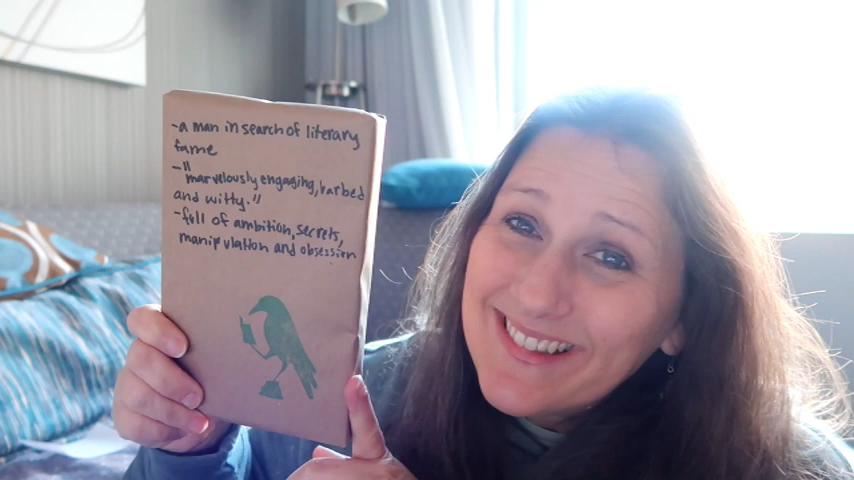 -a man in search of literary
fame
-"marvelously engaging, barbed
and witty."
-full of ambition, secrets,
manipulation and obsession